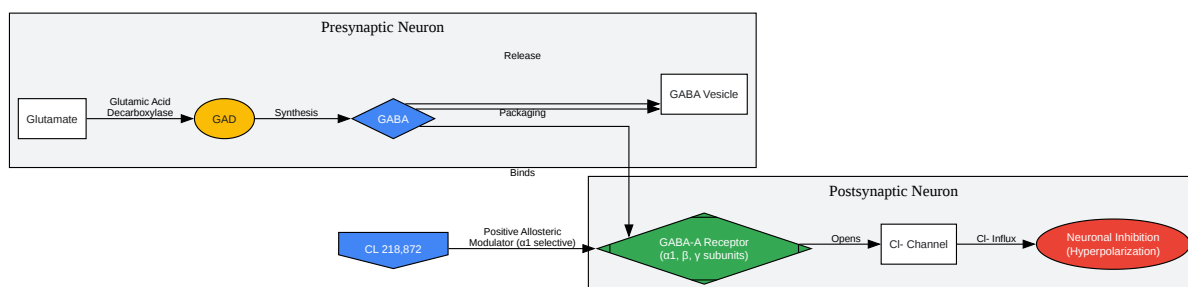 Presynaptic Neuron
Release
Glutamate
Glutamic Acid
Decarboxylase
GAD
Synthesis
GABA
Packaging
GABA Vesicle
Binds
Postsynaptic Neuron
CL 218,872
Positive Allosteric
Modulator (α1 selective)
GABA-A Receptor
(α1, β, γ subunits)
Opens
Cl- Channel
Cl- Influx
Neuronal Inhibition
(Hyperpolarization)